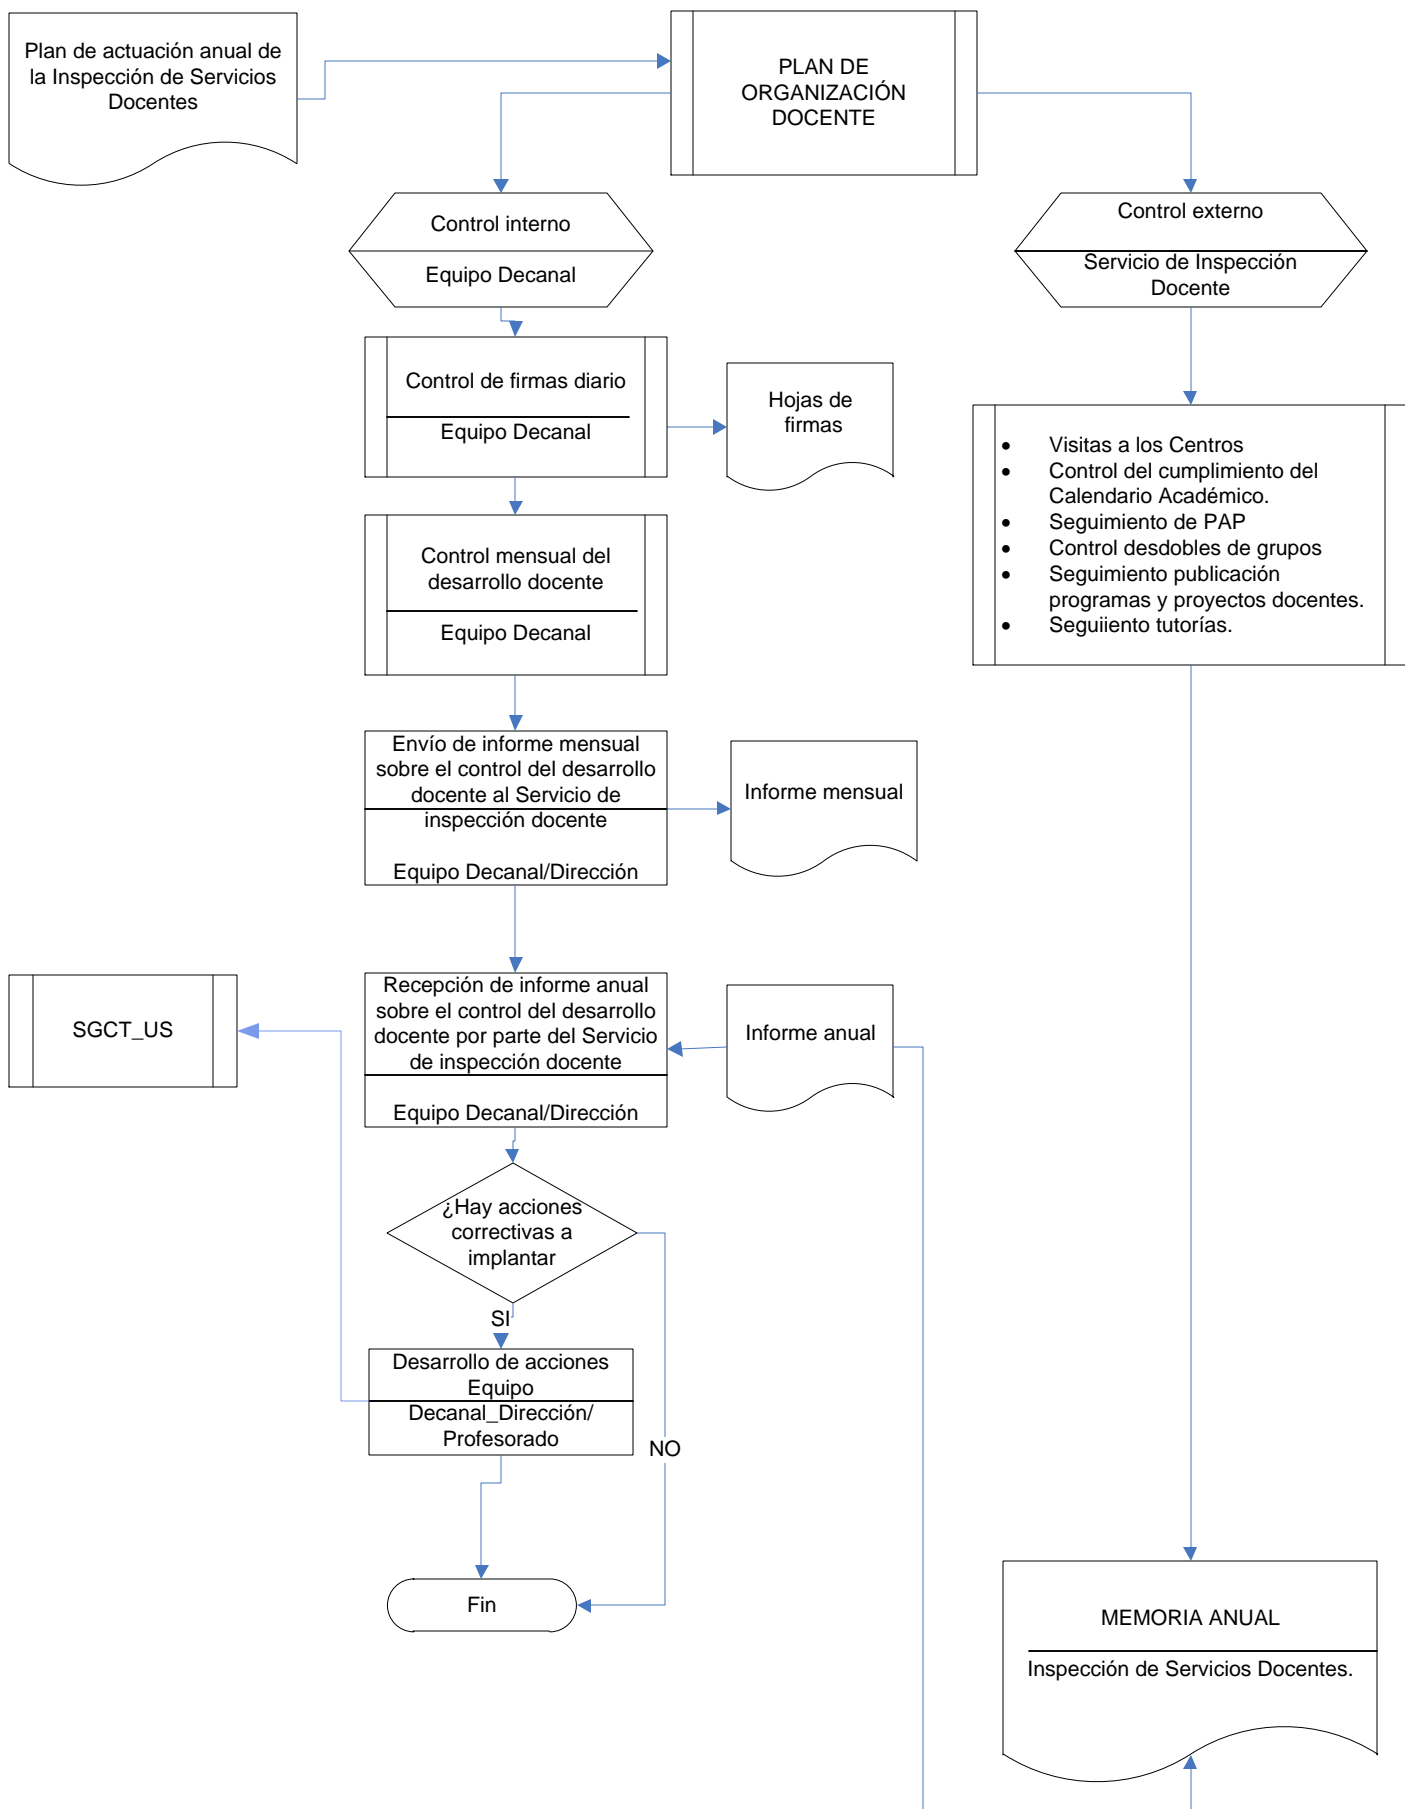 Plan de actuación anual de
la Inspección de Servicios
Docentes
PLAN DE
ORGANIZACIÓN
DOCENTE
Control interno
Equipo Decanal
Control externo
Servicio de Inspección
Docente
Control de firmas diario
Equipo Decanal
Hojas de
firmas
• Visitas a los Centros
• Control del cumplimiento del
Calendario Académico.
• Seguimiento de PAP
• Control desdobles de grupos
• Seguimiento publicación
programas y proyectos docentes.
• Seguiiento tutorías.
Control mensual del
desarrollo docente
Equipo Decanal
Envío de informe mensual
sobre el control del desarrollo
docente al Servicio de
inspección docente
Equipo Decanal/Dirección
Informe mensual
SGCT_US
Recepción de informe anual
sobre el control del desarrollo
docente por parte del Servicio
de inspección docente
Equipo Decanal/Dirección
Informe anual
¿Hay acciones
correctivas a
implantar
SI
Desarrollo de acciones
Equipo
Decanal_Dirección/
Profesorado
NO
Fin
MEMORIA ANUAL
Inspección de Servicios Docentes.